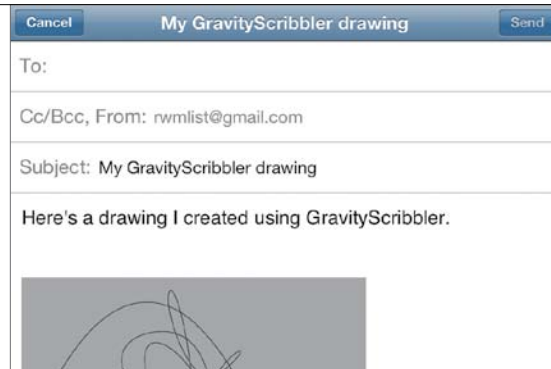 Cancel My GravityScribbler drawing Send
To:
Cc/Bcc, From: rwmlist@gmail.com
Subject: My GravityScribbler drawing
Here's a drawing I created using GravityScribbler.